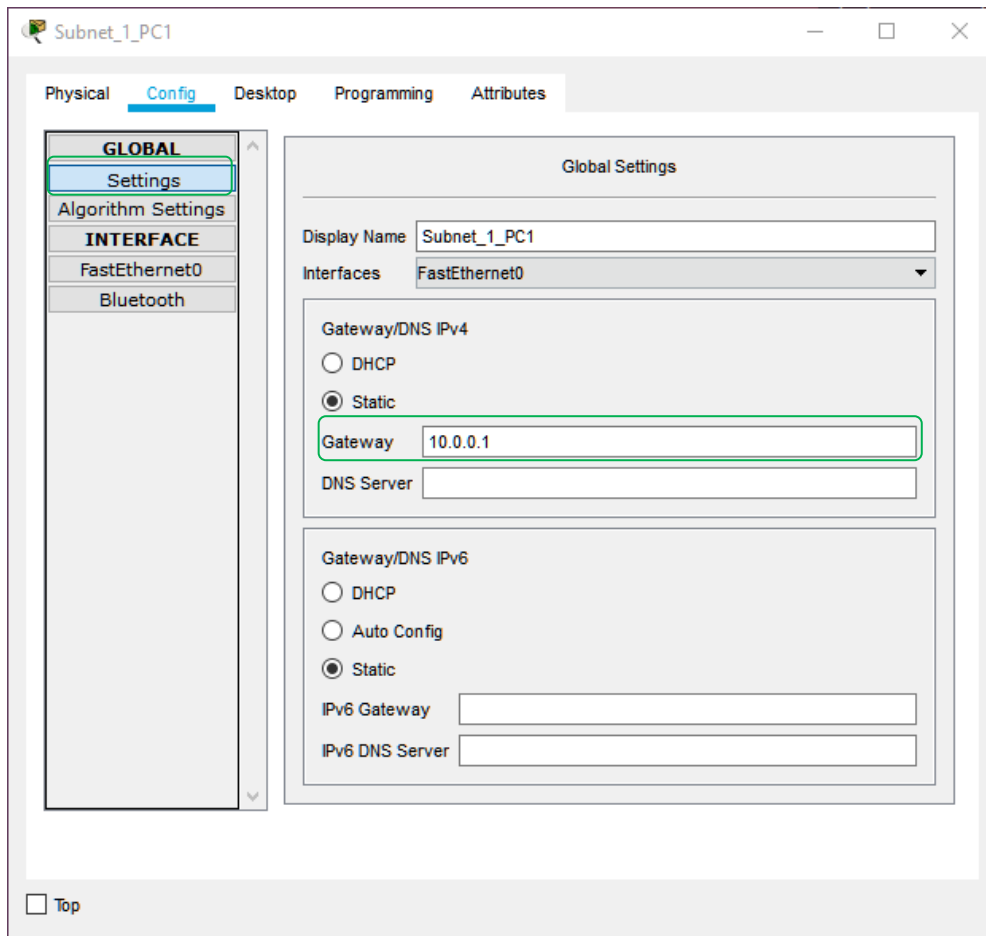 Subnet_1_PC1
Physical Config Desktop Programming Attributes
GLOBAL
Settings
Algorithm Settings
INTERFACE
FastEthernet0
Bluetooth
Global Settings
Display Name Subnet_1_PC1
Interfaces FastEthernet0
Gateway/DNS IPv4
DHCP
Static
Gateway 10.0.0.1
DNS Server
Gateway/DNS IPv6
DHCP
Auto Config
Static
IPv6 Gateway
IPv6 DNS Server
Top